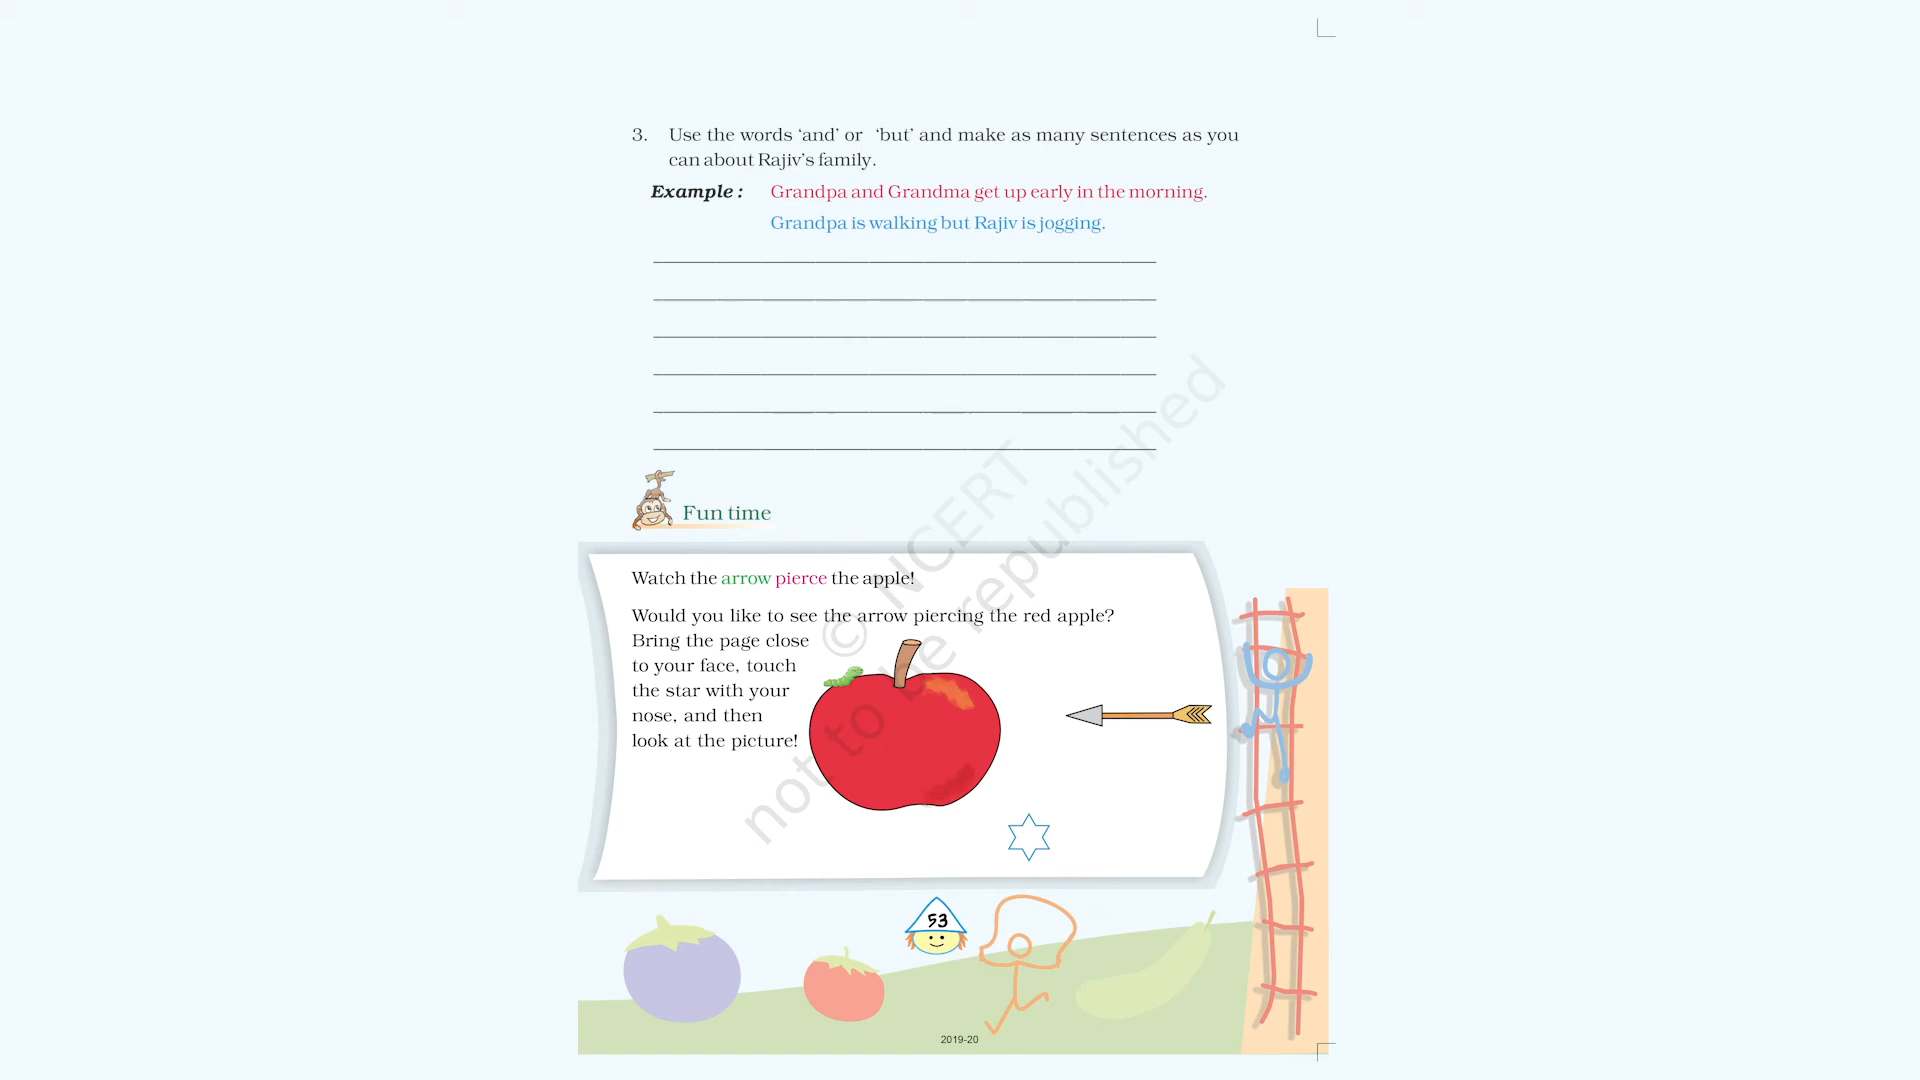 3. Use the words ‘and’ or ‘but’ and make as many sentences as you
can about Rajiv’s family.
Example : Grandpa and Grandma get up early in the morning.
Grandpa is walking but Rajiv is jogging.
Fun time
Watch the arrow pierce the apple!
Would you like to see the arrow piercing the red apple?
Bring the page close
to your face, touch
the star with your
nose, and then
look at the picture!
© NCERT
not to be republished
53
2019-20